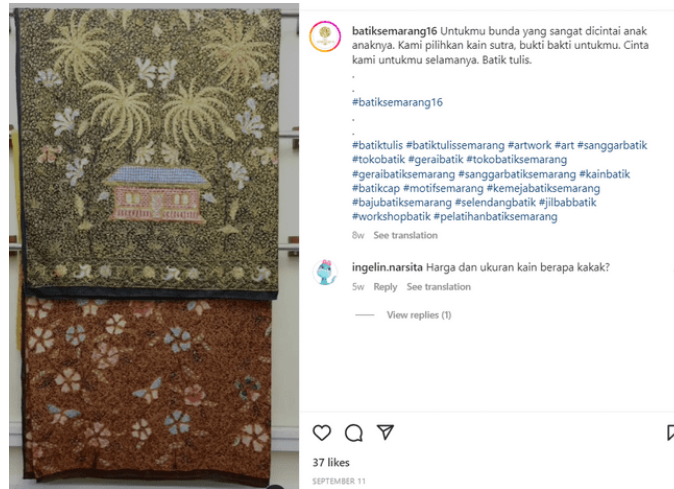 batiksemarang16 Untukmu bunda yang sangat dicintai anak
anaknya. Kami pilihkan kain sutra, bukti bakti untukmu. Cinta
kami untukmu selamanya. Batik tulis.
.
.
#batiksemarang16
.
.
#batiktulis #batiktulissemarang #artwork #art #sanggarbatik
#tokobatik #geraibatik #tokobatiksemarang
#geraibatiksemarang #sanggarbatiksemarang #kainbatik
#batikcap #motifsemarang #kemejabatiksemarang
#bajubatiksemarang #selendangbatik #jilbabbatik
#workshopbatik #pelatihanbatiksemarang
8w See translation
ingelin.narsita Harga dan ukuran kain berapa kakak?
5w Reply See translation
View replies (1)
37 likes
SEPTEMBER 11